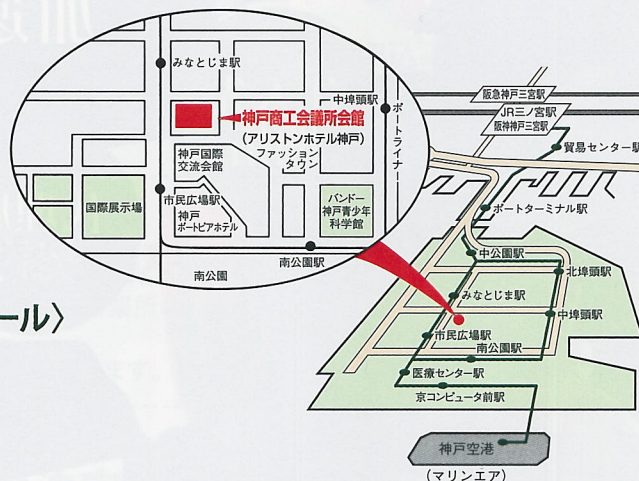 みなとじま駅
中埠頭駅
ポートライナー
神戸商工会議所会館
(アリストンホテル神戸)
神戸国際
交流会館
ファッション
タウン
国際展示場
市民広場駅
神戸
ポートピアホテル
バンドー
神戸青少年
科学館
南公園駅
南公園
ール〉
阪急神戸三宮駅
JR三ノ宮駅
阪神神戸三宮駅
貿易センター駅
ポートターミナル駅
中公園駅
北埠頭駅
みなとじま駅
中埠頭駅
市民広場駅
南公園駅
医療センター駅
京コンピュータ前駅
神戸空港
(マリンエア)